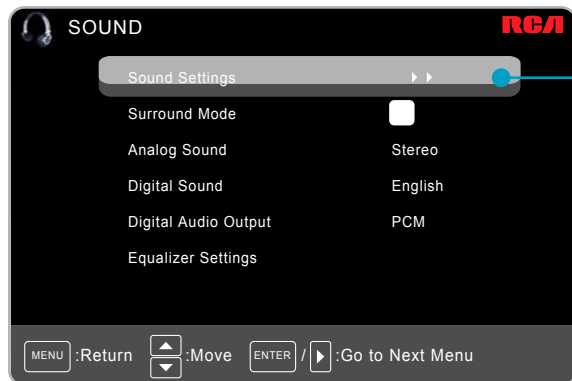 SOUND RCA
Sound Settings
Surround Mode
Analog Sound Stereo
Digital Sound English
Digital Audio Output PCM
Equalizer Settings
MENU :Return :Move ENTER / :Go to Next Menu